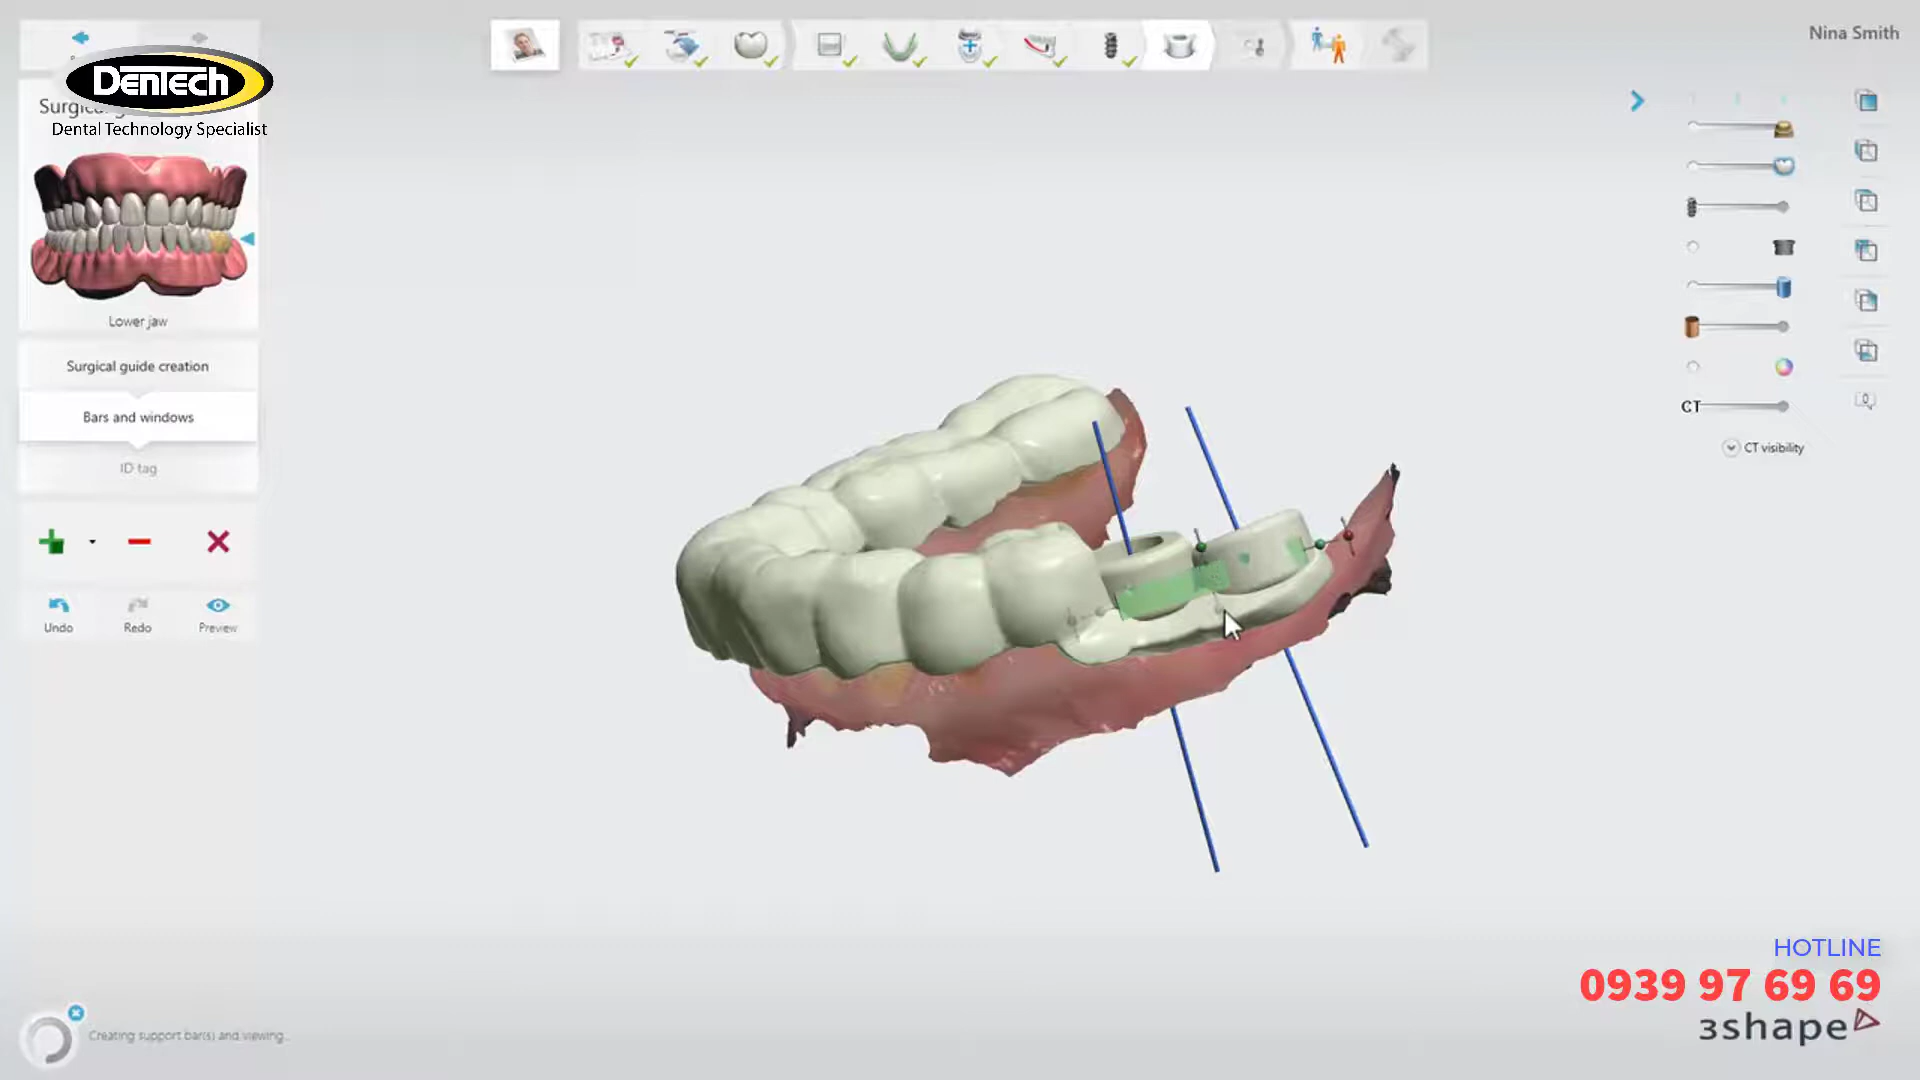 Nina Smith
DENTECH
Dental Technology Specialist
Lower jaw
Surgical guide creation
Bars and windows
ID tag
Undo
Redo
Preview
CT
CT visibility
HOTLINE
0939 97 69 69
3shape
Creating support bar(s) and viewing...